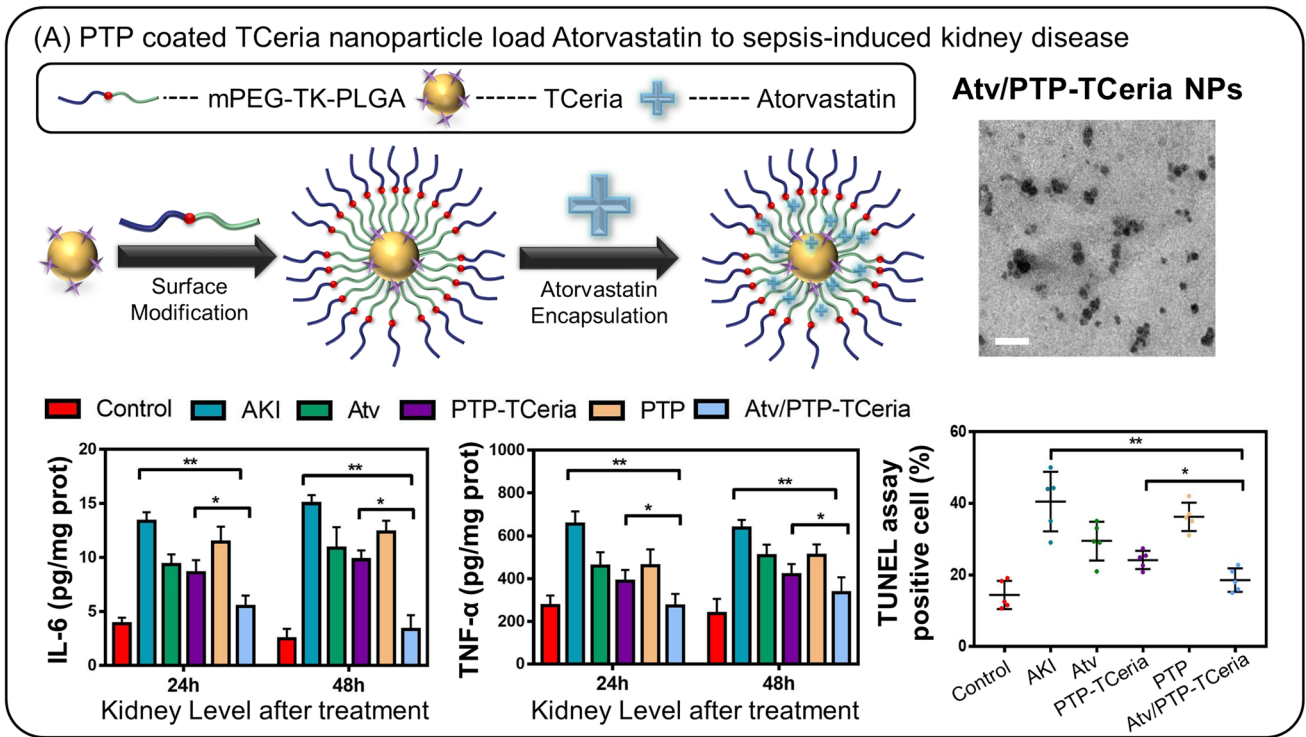 (A) PTP coated TCeria nanoparticle load Atorvastatin to sepsis-induced kidney disease
mPEG-TK-PLGA
TCeria
Atorvastatin
Atv/PTP-TCeria NPs
Surface
Modification
Atorvastatin
Encapsulation
Control
AKI
Atv
PTP-TCeria
PTP
Atv/PTP-TCeria
IL-6 (pg/mg prot)
20
15
10
5
0
**
*
**
*
24h
48h
Kidney Level after treatment
TNF-α (pg/mg prot)
1000
800
600
400
200
0
**
*
**
*
24h
48h
Kidney Level after treatment
TUNEL assay
positive cell (%)
60
40
20
0
**
*
Control
AKI
Atv
PTP-TCeria
PTP
Atv/PTP-TCeria